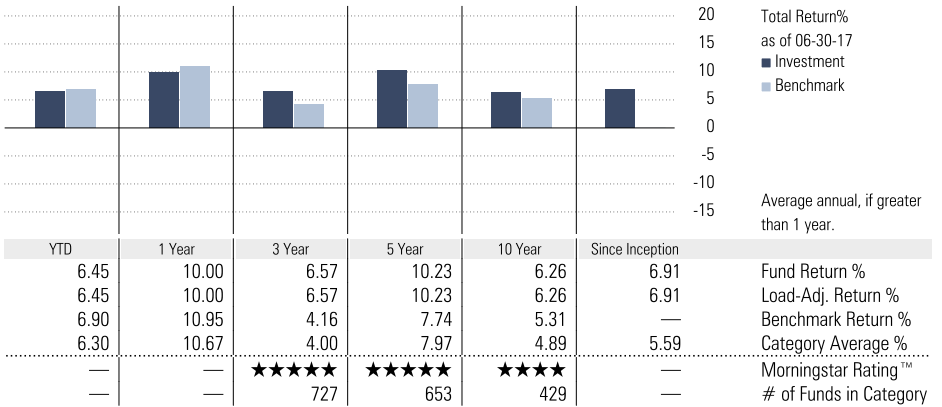 20
15
10
5
0
-5
-10
-15
Total Return%
as of 06-30-17
Investment
Benchmark
Average annual, if greater
than 1 year.
YTD 1 Year 3 Year 5 Year 10 Year Since Inception
6.45 10.00 6.57 10.23 6.26 6.91 Fund Return %
6.45 10.00 6.57 10.23 6.26 6.91 Load-Adj. Return %
6.90 10.95 4.16 7.74 5.31 — Benchmark Return %
6.30 10.67 4.00 7.97 4.89 5.59 Category Average %
— — ★★★★★ ★★★★★ ★★★★ — Morningstar Rating™
— — 727 653 429 — # of Funds in Category